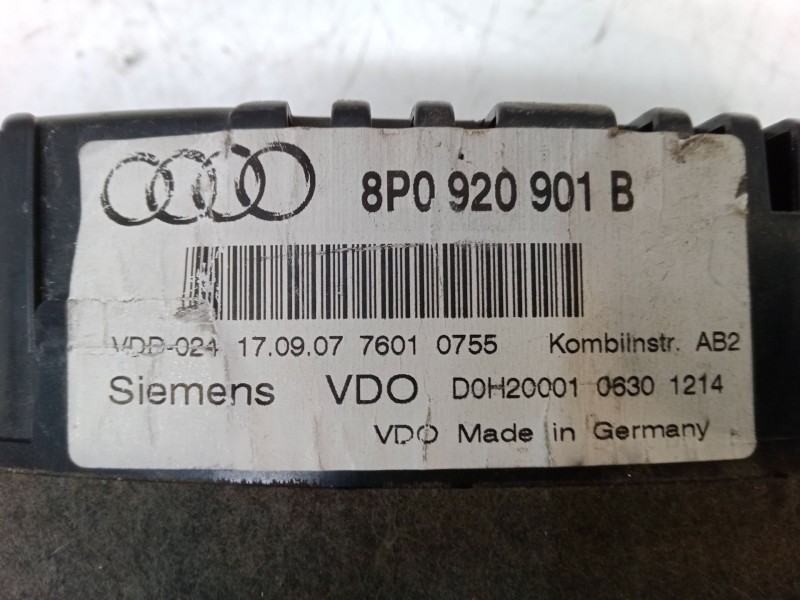 8P0 920 901 B
VDD-024 17.09.07 7601 0755 KombiInstr. AB2
Siemens VDO D0H20001 0630 1214
VDO Made in Germany